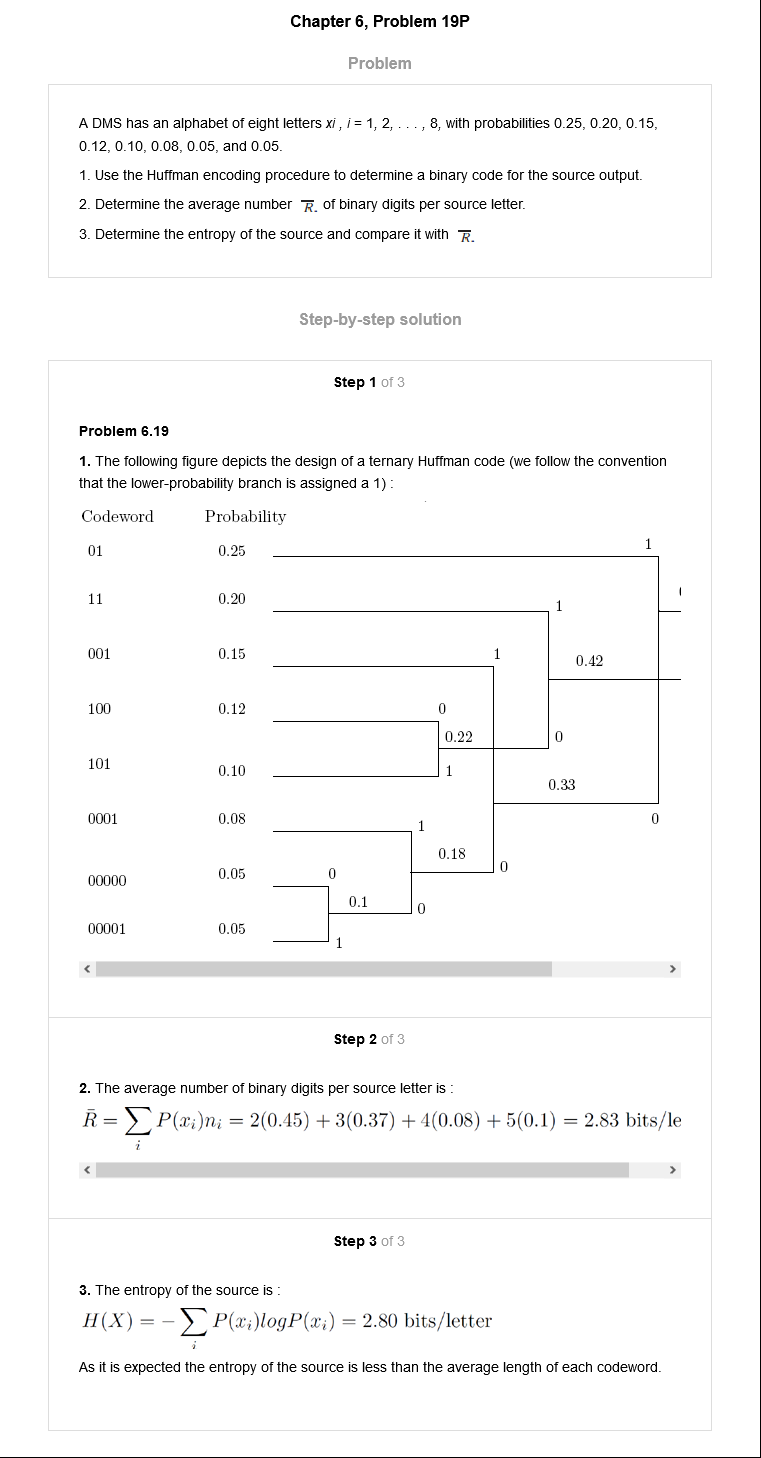 Chapter 6, Problem 19P
Problem
A DMS has an alphabet of eight letters xi , i = 1, 2, . . . , 8, with probabilities 0.25, 0.20, 0.15,
0.12, 0.10, 0.08, 0.05, and 0.05.
1. Use the Huffman encoding procedure to determine a binary code for the source output.
2. Determine the average number R̅. of binary digits per source letter.
3. Determine the entropy of the source and compare it with R̅.
Step-by-step solution
Step 1 of 3
Problem 6.19
1. The following figure depicts the design of a ternary Huffman code (we follow the convention
that the lower-probability branch is assigned a 1) :
Codeword Probability
01 0.25 1
11 0.20 1
001 0.15 1 0.42
100 0.12 0
0.22 0
101 0.10 1
0.33
0001 0.08 1 0
0.18
00000 0.05 0 0
0.1 0
00001 0.05 1
Step 2 of 3
2. The average number of binary digits per source letter is :
R̄ = ∑ P(xᵢ)nᵢ = 2(0.45) + 3(0.37) + 4(0.08) + 5(0.1) = 2.83 bits/le
i
Step 3 of 3
3. The entropy of the source is :
H(X) = − ∑ P(xᵢ)logP(xᵢ) = 2.80 bits/letter
i
As it is expected the entropy of the source is less than the average length of each codeword.